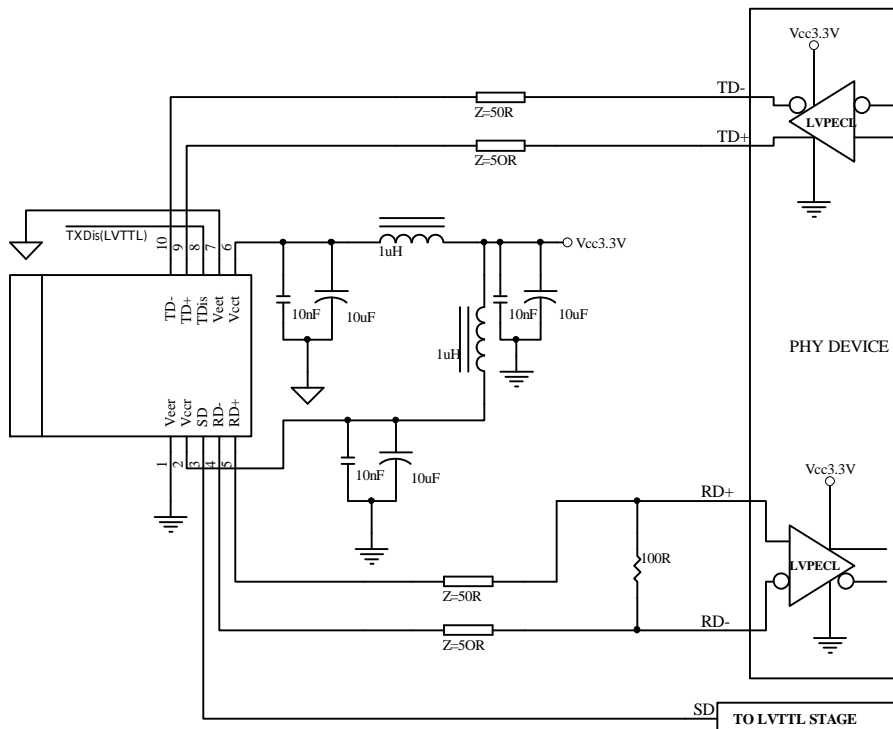 Vcc3.3V
TD-
LVPECL
Z=50R
TD+
Z=5OR
TXDis(LVTTL)
10
9
8
7
6
1uH
Vcc3.3V
TD-
TD+
TDis
Veet
Vcct
10nF
10uF
10nF
10uF
1uH
PHY DEVICE
Veer
Vccr
SD
RD-
RD+
1
2
3
4
5
10nF
10uF
Vcc3.3V
RD+
100R
LVPECL
Z=50R
RD-
Z=5OR
SD
TO LVTTL STAGE